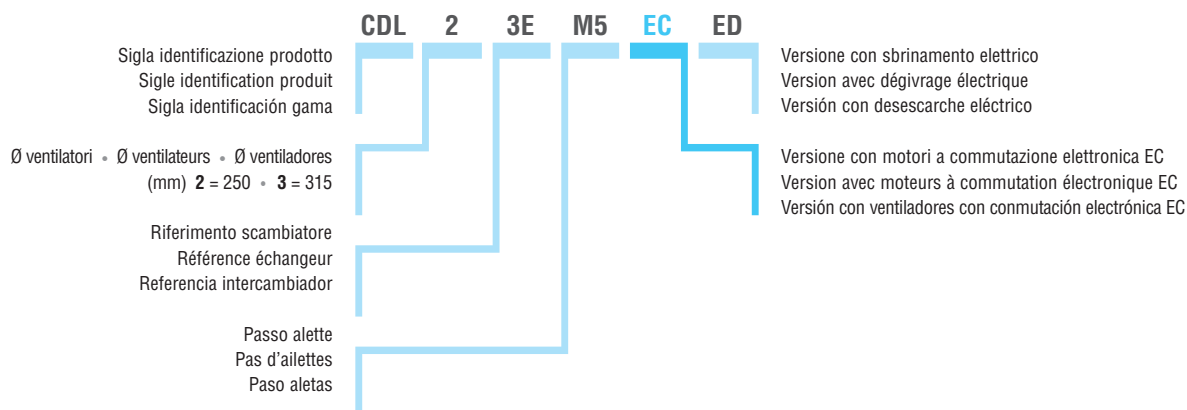 CDL 2 3E M5 EC ED
Sigla identificazione prodotto
Sigle identification produit
Sigla identificación gama
Versione con sbrinamento elettrico
Version avec dégivrage électrique
Versión con desescarche eléctrico
Ø ventilatori • Ø ventilateurs • Ø ventiladores
(mm) 2 = 250 • 3 = 315
Versione con motori a commutazione elettronica EC
Version avec moteurs à commutation électronique EC
Versión con ventiladores con conmutación electrónica EC
Riferimento scambiatore
Référence échangeur
Referencia intercambiador
Passo alette
Pas d'ailettes
Paso aletas